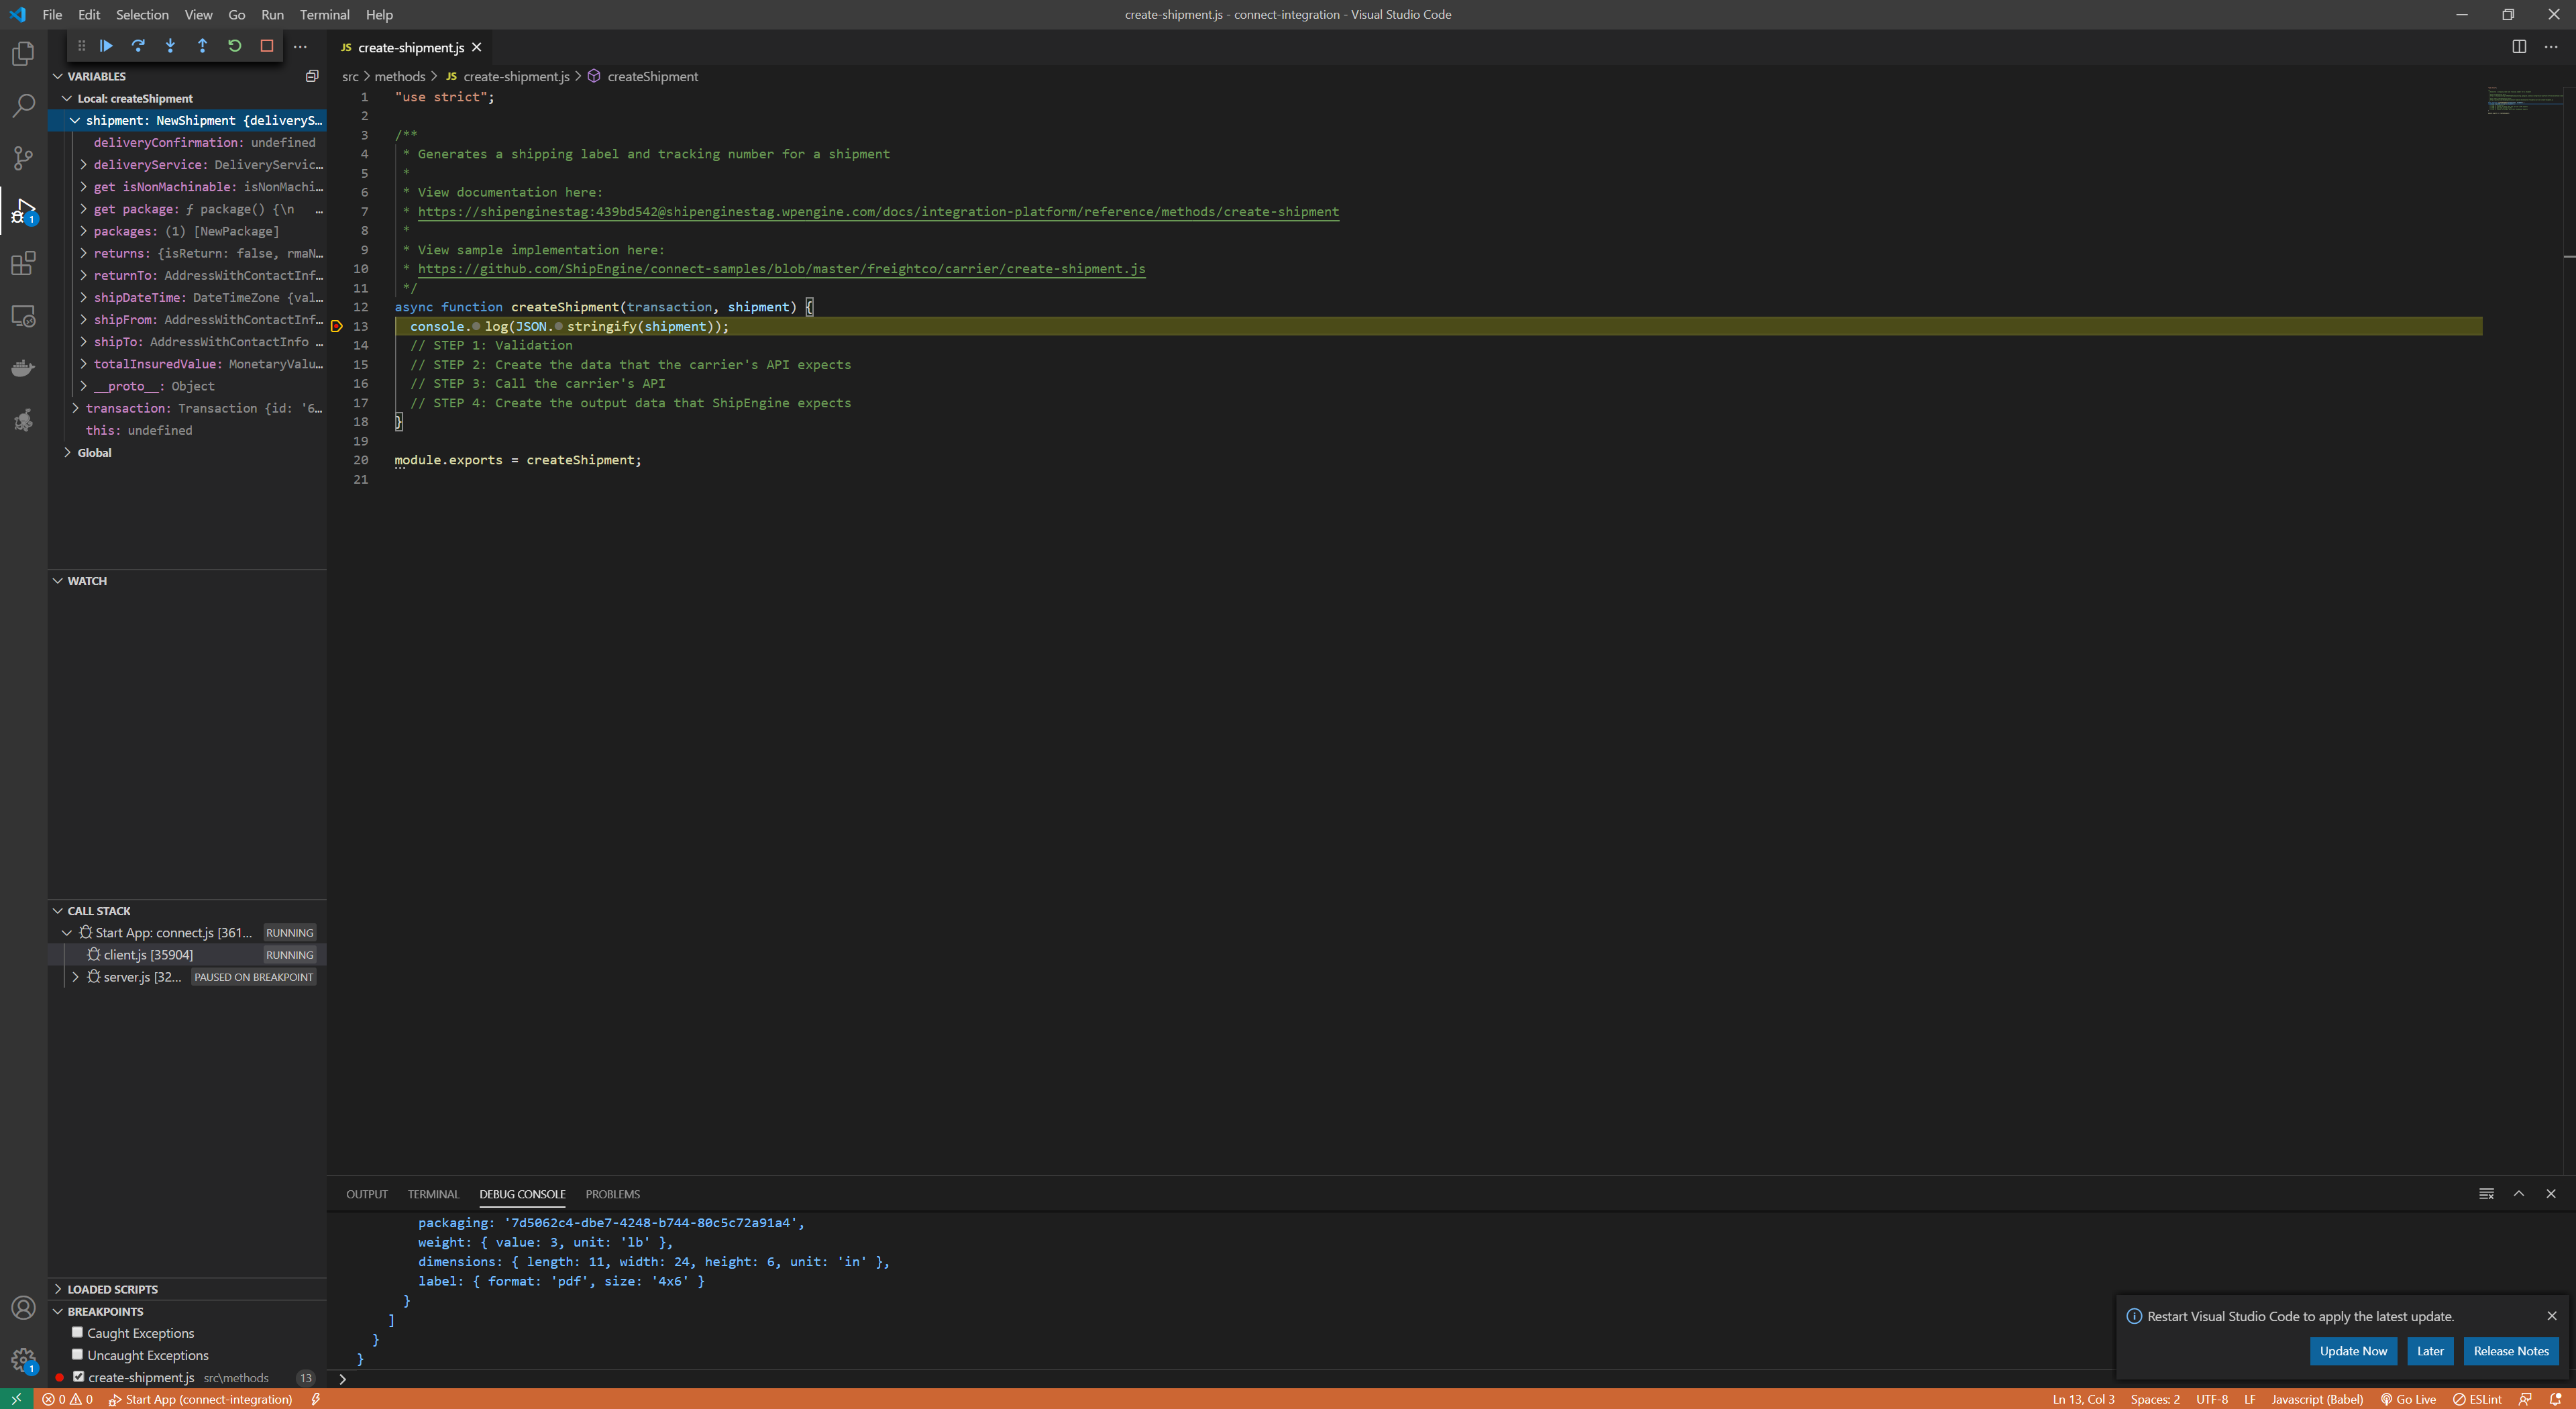 File Edit Selection View Go Run Terminal Help
create-shipment.js - connect-integration - Visual Studio Code
JS create-shipment.js
VARIABLES
Local: createShipment
shipment: NewShipment {deliveryS...
deliveryConfirmation: undefined
deliveryService: DeliveryServic...
get isNonMachinable: isNonMachi...
get package: ƒ package() {\n ...
packages: (1) [NewPackage]
returns: {isReturn: false, rmaN...
returnTo: AddressWithContactInf...
shipDateTime: DateTimeZone {val...
shipFrom: AddressWithContactInf...
shipTo: AddressWithContactInfo ...
totalInsuredValue: MonetaryValu...
__proto__: Object
transaction: Transaction {id: '6...
this: undefined
Global
WATCH
CALL STACK
Start App: connect.js [361... RUNNING
client.js [35904] RUNNING
server.js [32... PAUSED ON BREAKPOINT
LOADED SCRIPTS
BREAKPOINTS
Caught Exceptions
Uncaught Exceptions
create-shipment.js src\methods 13
1
1
src > methods > JS create-shipment.js > createShipment
1 "use strict";
2
3 /**
4 * Generates a shipping label and tracking number for a shipment
5 *
6 * View documentation here:
7 * https://shipenginestag:439bd542@shipenginestag.wpengine.com/docs/integration-platform/reference/methods/create-shipment
8 *
9 * View sample implementation here:
10 * https://github.com/ShipEngine/connect-samples/blob/master/freightco/carrier/create-shipment.js
11 */
12 async function createShipment(transaction, shipment) {
13 console.log(JSON.stringify(shipment));
14 // STEP 1: Validation
15 // STEP 2: Create the data that the carrier's API expects
16 // STEP 3: Call the carrier's API
17 // STEP 4: Create the output data that ShipEngine expects
18 }
19
20 module.exports = createShipment;
21
OUTPUT TERMINAL DEBUG CONSOLE PROBLEMS
packaging: '7d5062c4-dbe7-4248-b744-80c5c72a91a4',
weight: { value: 3, unit: 'lb' },
dimensions: { length: 11, width: 24, height: 6, unit: 'in' },
label: { format: 'pdf', size: '4x6' }
}
]
}
}
>
Restart Visual Studio Code to apply the latest update.
Update Now Later Release Notes
0 0 Start App (connect-integration)
Ln 13, Col 3 Spaces: 2 UTF-8 LF Javascript (Babel) Go Live ESLint